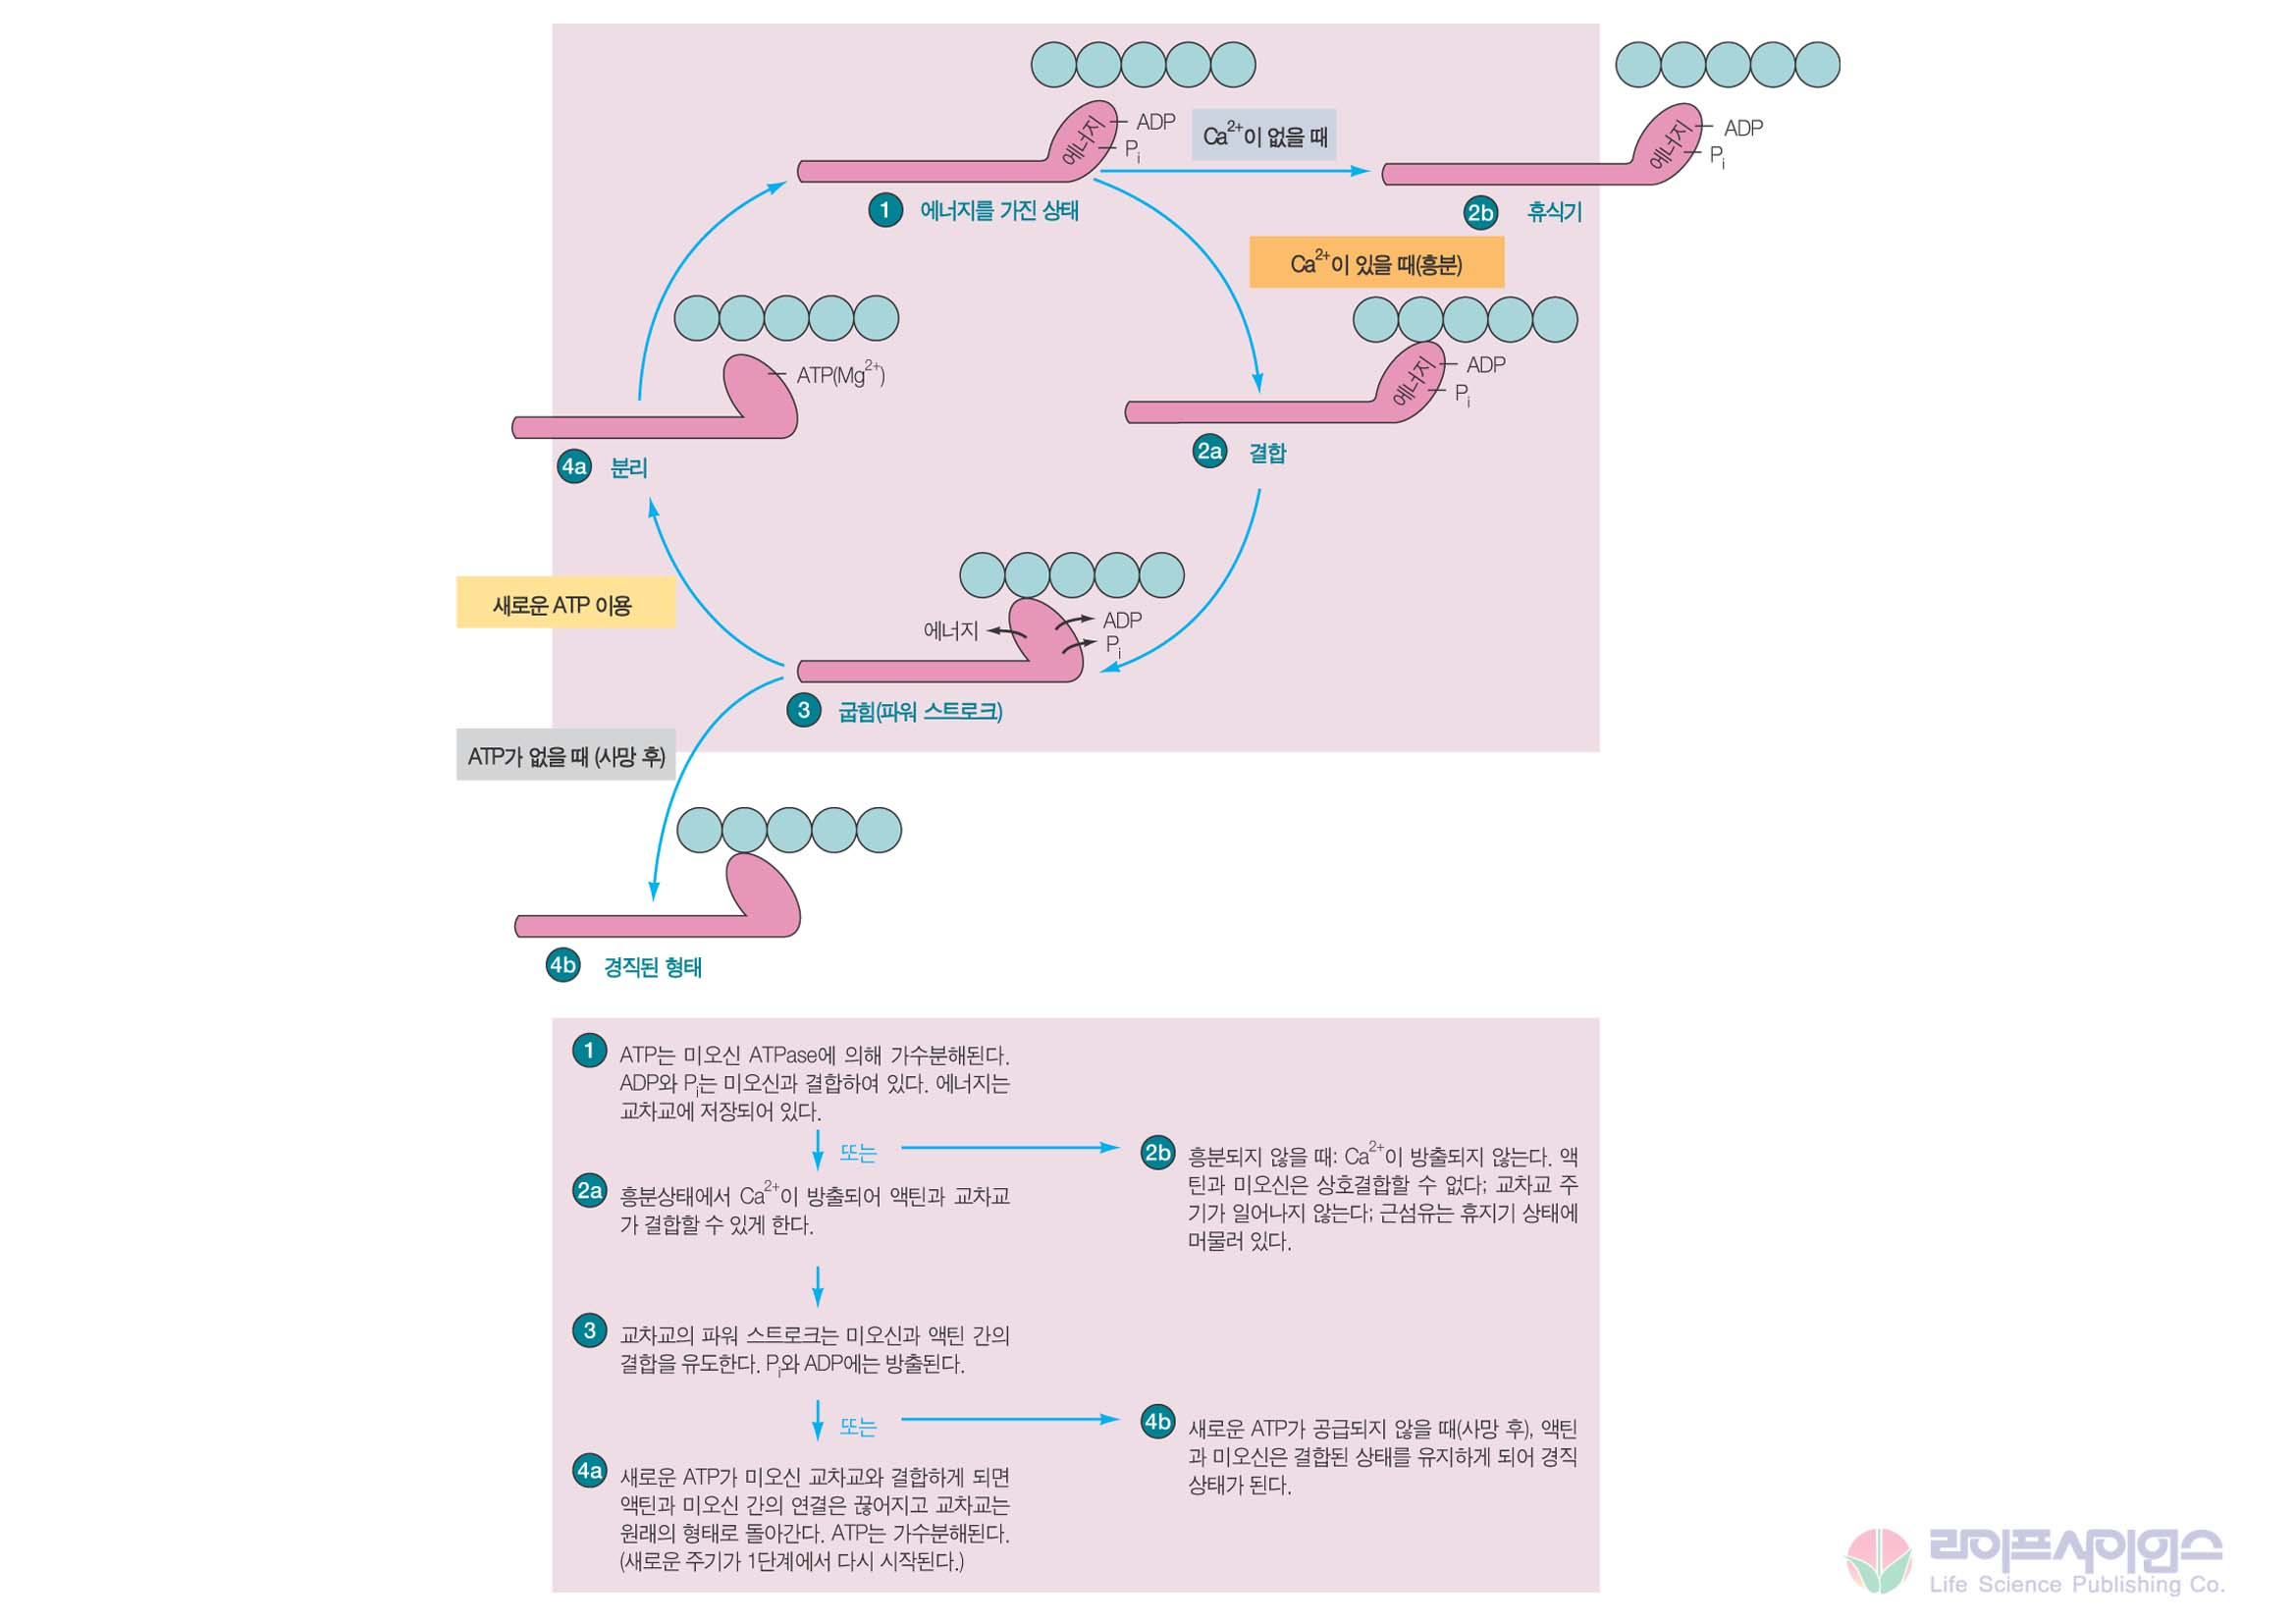 ADP
에너지
P
i
Ca2+이 없을 때
ADP
에너지
P
i
1 에너지를 가진 상태
2b 휴식기
Ca2+이 있을 때(흥분)
ATP(Mg2+)
ADP
에너지
P
i
4a 분리
2a 결합
새로운 ATP 이용
에너지
ADP
P
i
3 굽힘(파워 스트로크)
ATP가 없을 때 (사망 후)
4b 경직된 형태
1 ATP는 미오신 ATPase에 의해 가수분해된다.
ADP와 Pi는 미오신과 결합하여 있다. 에너지는
교차교에 저장되어 있다.
또는
2a 흥분상태에서 Ca2+이 방출되어 액틴과 교차교
가 결합할 수 있게 한다.
2b 흥분되지 않을 때: Ca2+이 방출되지 않는다. 액
틴과 미오신은 상호결합할 수 없다; 교차교 주
기가 일어나지 않는다; 근섬유는 휴지기 상태에
머물러 있다.
3 교차교의 파워 스트로크는 미오신과 액틴 간의
결합을 유도한다. Pi와 ADP에는 방출된다.
또는
4a 새로운 ATP가 미오신 교차교와 결합하게 되면
액틴과 미오신 간의 연결은 끊어지고 교차교는
원래의 형태로 돌아간다. ATP는 가수분해된다.
(새로운 주기가 1단계에서 다시 시작된다.)
4b 새로운 ATP가 공급되지 않을 때(사망 후), 액틴
과 미오신은 결합된 상태를 유지하게 되어 경직
상태가 된다.
라이프사이언스
Life Science Publishing Co.